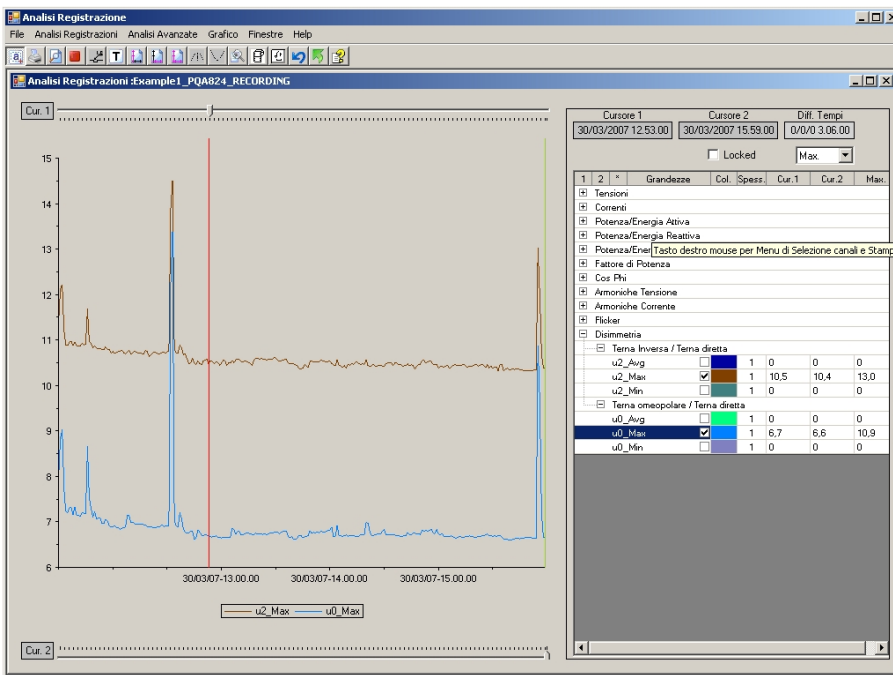 Analisi Registrazione
File Analisi Registrazioni Analisi Avanzate Grafico Finestre Help
Analisi Registrazioni :Example1_PQA824_RECORDING
Cur. 1
15
14
13
12
11
10
9
8
7
6
30/03/07-13.00.00 30/03/07-14.00.00 30/03/07-15.00.00
u2_Max u0_Max
Cur. 2
Cursore 1 Cursore 2 Diff. Tempi
30/03/2007 12.53.00 30/03/2007 15.59.00 0/0/0 3.06.00
Locked Max.
1 2 * Grandezze Col. Spess. Cur.1 Cur.2 Max.
Tensioni
Correnti
Potenza/Energia Attiva
Potenza/Energia Reattiva
Potenza/Ener Tasto destro mouse per Menu di Selezione canali e Stamp
Fattore di Potenza
Cos Phi
Armoniche Tensione
Armoniche Corrente
Flicker
Disimmetria
Terna Inversa / Terna diretta
u2_Avg 1 0 0 0
u2_Max 1 10,5 10,4 13,0
u2_Min 1 0 0 0
Terna omeopolare / Terna diretta
u0_Avg 1 0 0 0
u0_Max 1 6,7 6,6 10,9
u0_Min 1 0 0 0